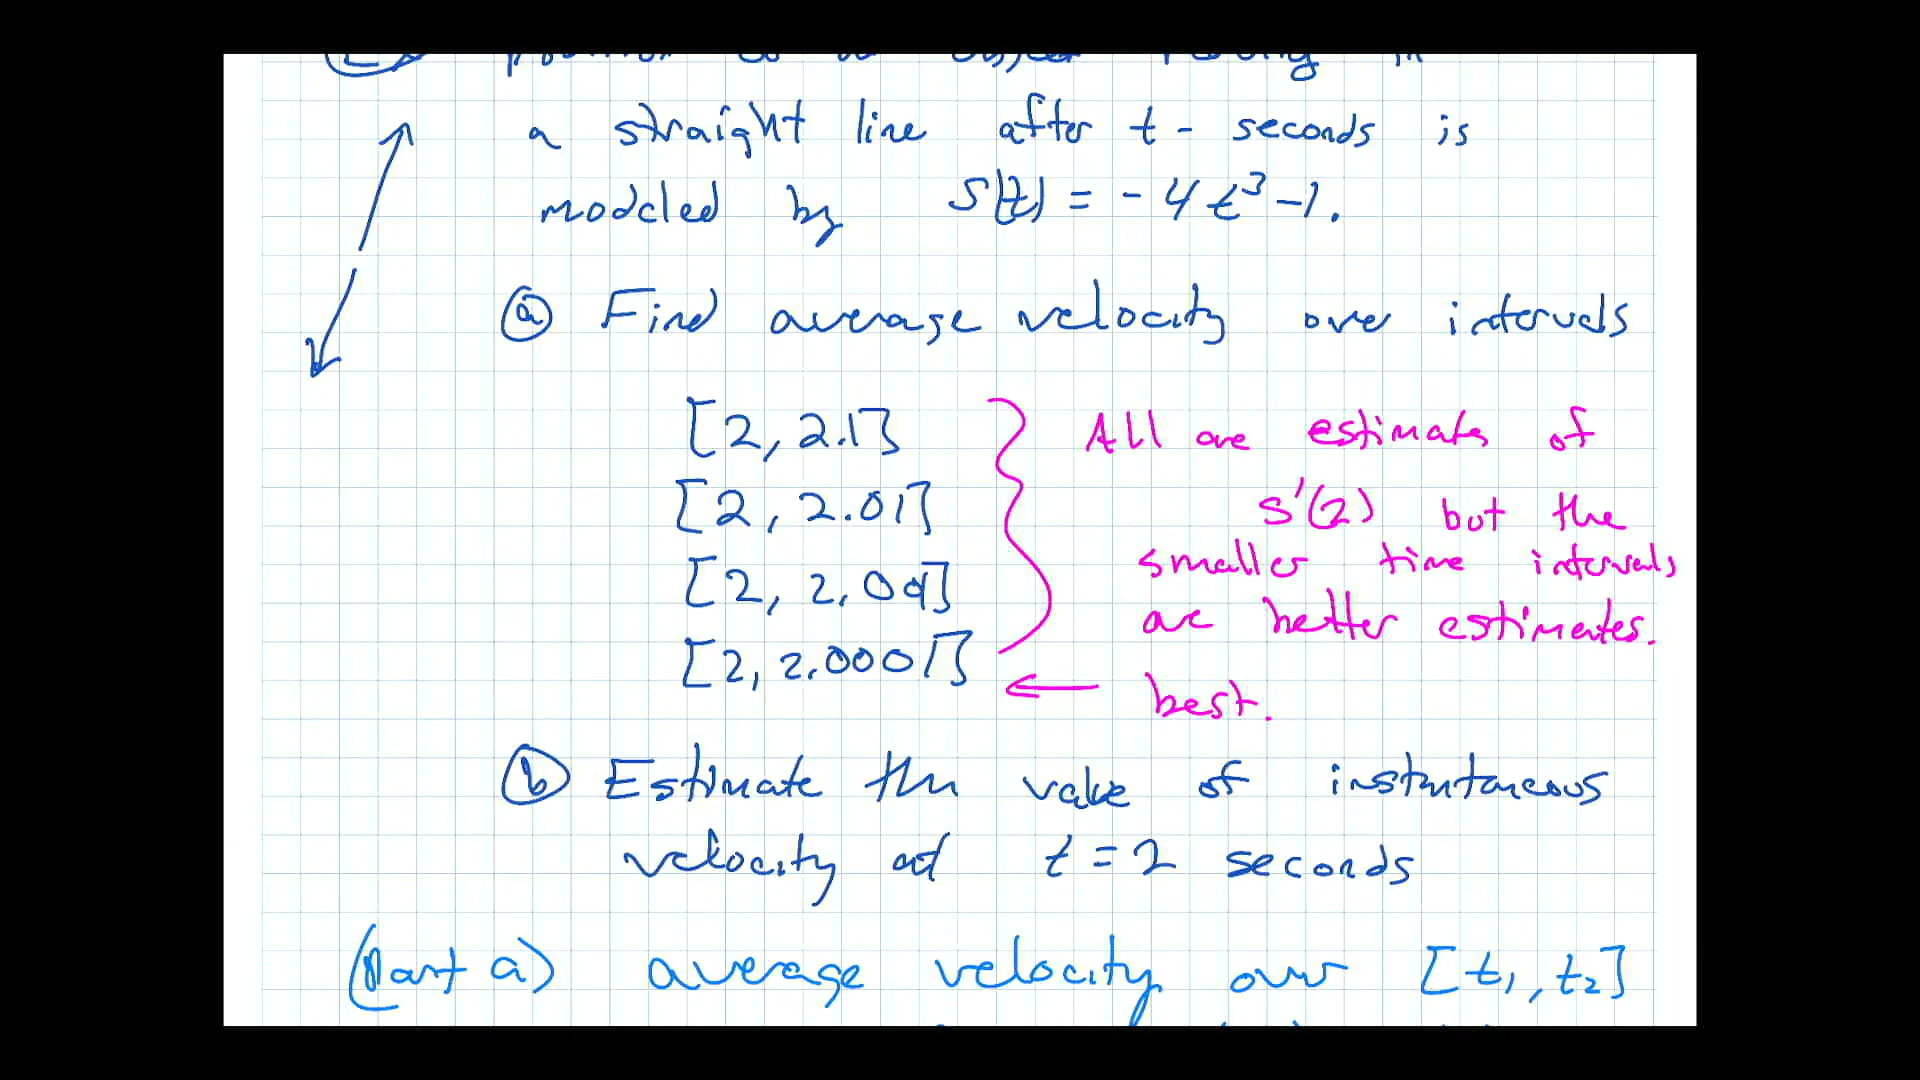 a straight line after t - seconds is
modeled by S(t) = -4t³-1.
ⓐ Find average velocity over intervals
[2, 2.1]
[2, 2.01]
[2, 2.001]
[2, 2.0001]
All are estimates of
s'(2) but the
smaller time intervals
are better estimates.
← best.
ⓑ Estimate the value of instantaneous
velocity at t = 2 seconds
(Part a) average velocity over [t₁, t₂]